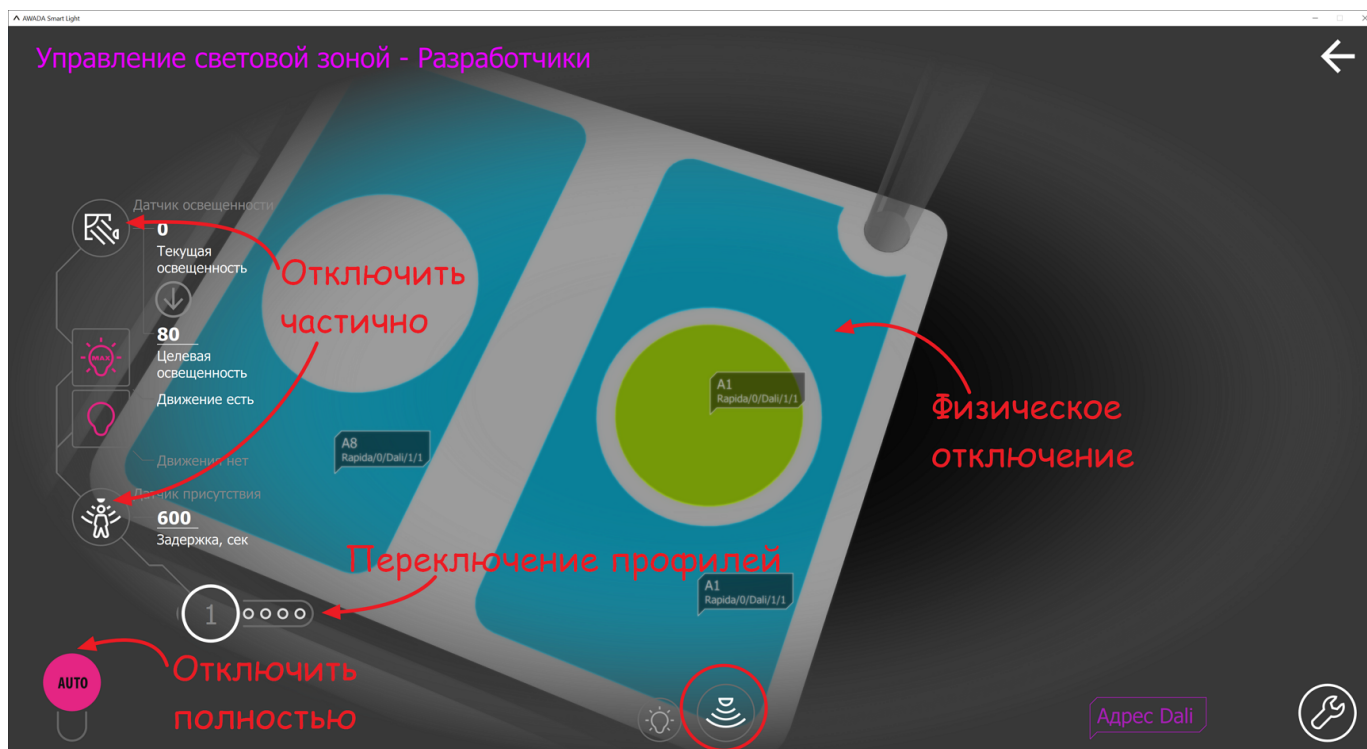 AWADA Smart Light
Управление световой зоной - Разработчики
Датчик освещенности
0
Текущая
освещенность
80
Целевая
освещенность
MAX
Движение есть
Движения нет
Датчик присутствия
600
Задержка, сек
1
AUTO
Отключить
частично
A8
Rapida/0/Dali/1/1
A1
Rapida/0/Dali/1/1
Физическое
отключение
Переключение профилей
A1
Rapida/0/Dali/1/1
Отключить
полностью
Адрес Dali